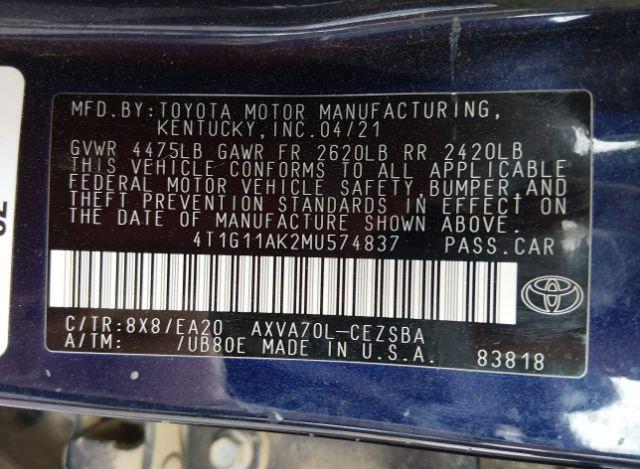 MFD. BY: TOYOTA MOTOR MANUFACTURING,
KENTUCKY, INC. 04/21
GVWR 4475LB GAWR FR 2620LB RR 2420LB
THIS VEHICLE CONFORMS TO ALL APPLICABLE
FEDERAL MOTOR VEHICLE SAFETY, BUMPER AND
THEFT PREVENTION STANDARDS IN EFFECT ON
THE DATE OF MANUFACTURE SHOWN ABOVE.
4T1G11AK2MU574837 PASS.CAR
C/TR:8X8/EA20 AXVA70L-CEZSBA
A/TM: /UB80E MADE IN U.S.A. 83818